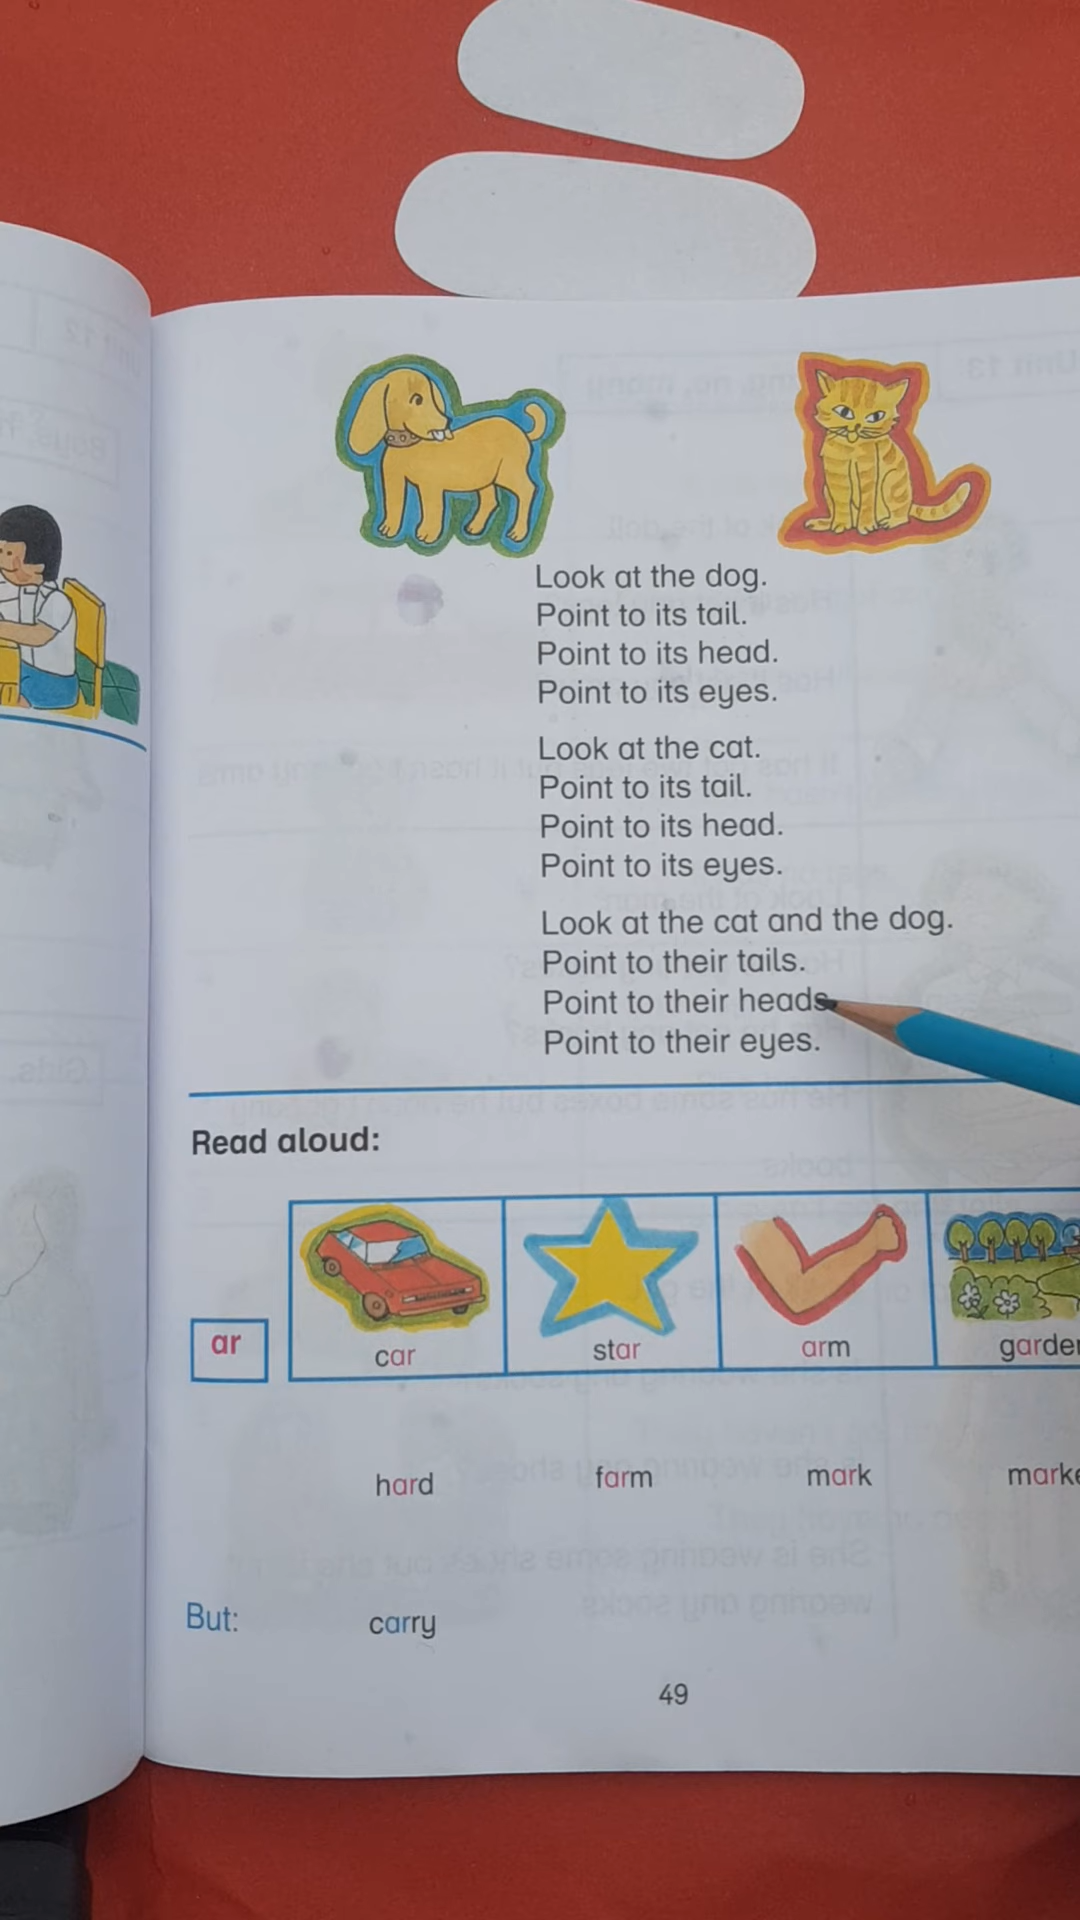 Look at the dog.
Point to its tail.
Point to its head.
Point to its eyes.
Look at the cat.
Point to its tail.
Point to its head.
Point to its eyes.
Look at the cat and the dog.
Point to their tails.
Point to their heads
Point to their eyes.
Read aloud:
ar
car star arm garden
hard farm mark
But: carry
49